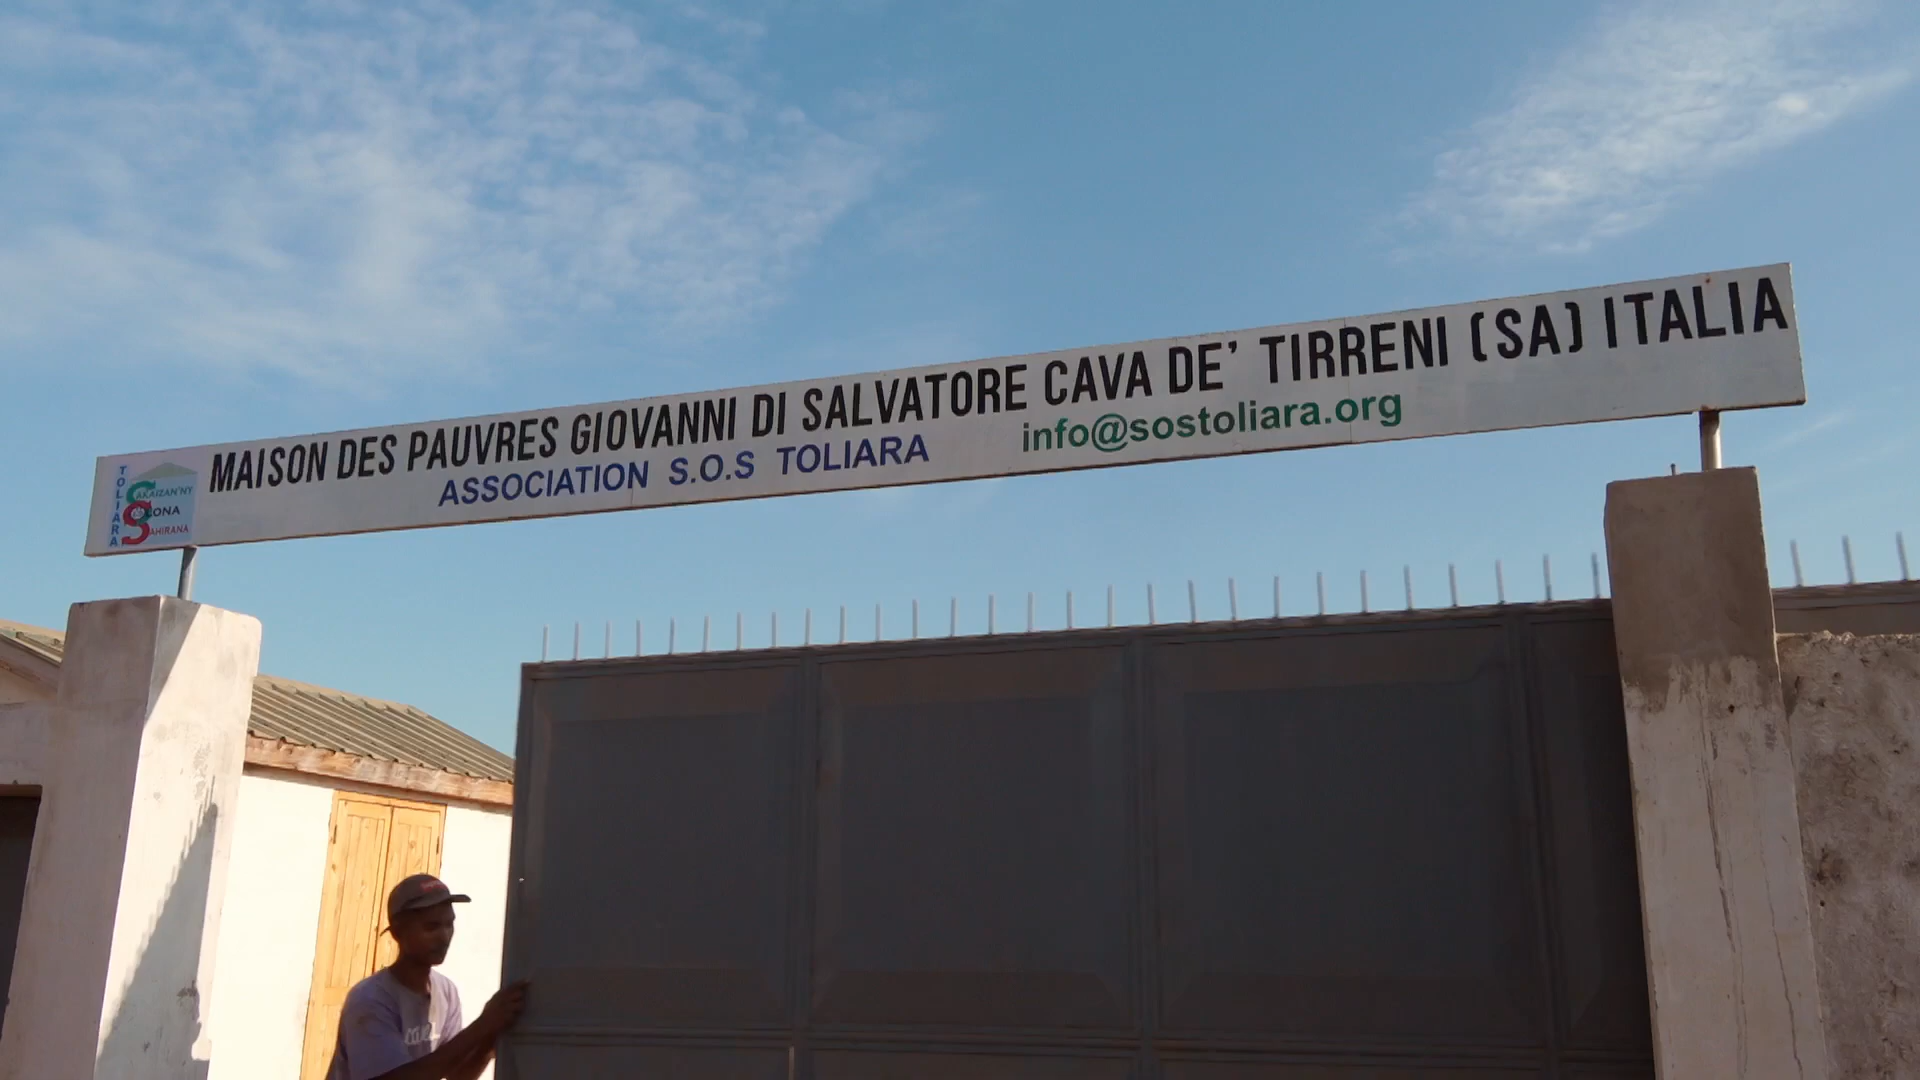 MAISON DES PAUVRES GIOVANNI DI SALVATORE CAVA DE' TIRRENI (SA) ITALIA
ASSOCIATION S.O.S TOLIARA info@sostoliara.org
TOLIARA
SAKAIZAN'NY
SAHIRANA